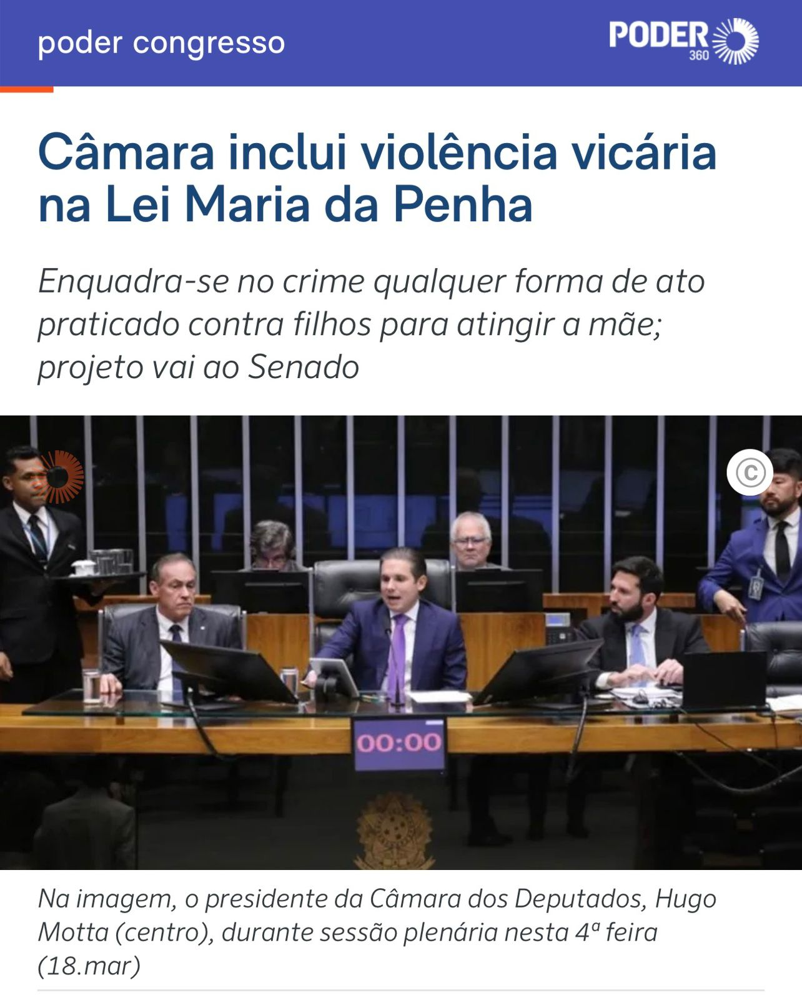 poder congresso
PODER
360
Câmara inclui violência vicária
na Lei Maria da Penha
Enquadra-se no crime qualquer forma de ato
praticado contra filhos para atingir a mãe;
projeto vai ao Senado
©
00:00
Na imagem, o presidente da Câmara dos Deputados, Hugo
Motta (centro), durante sessão plenária nesta 4ª feira
(18.mar)